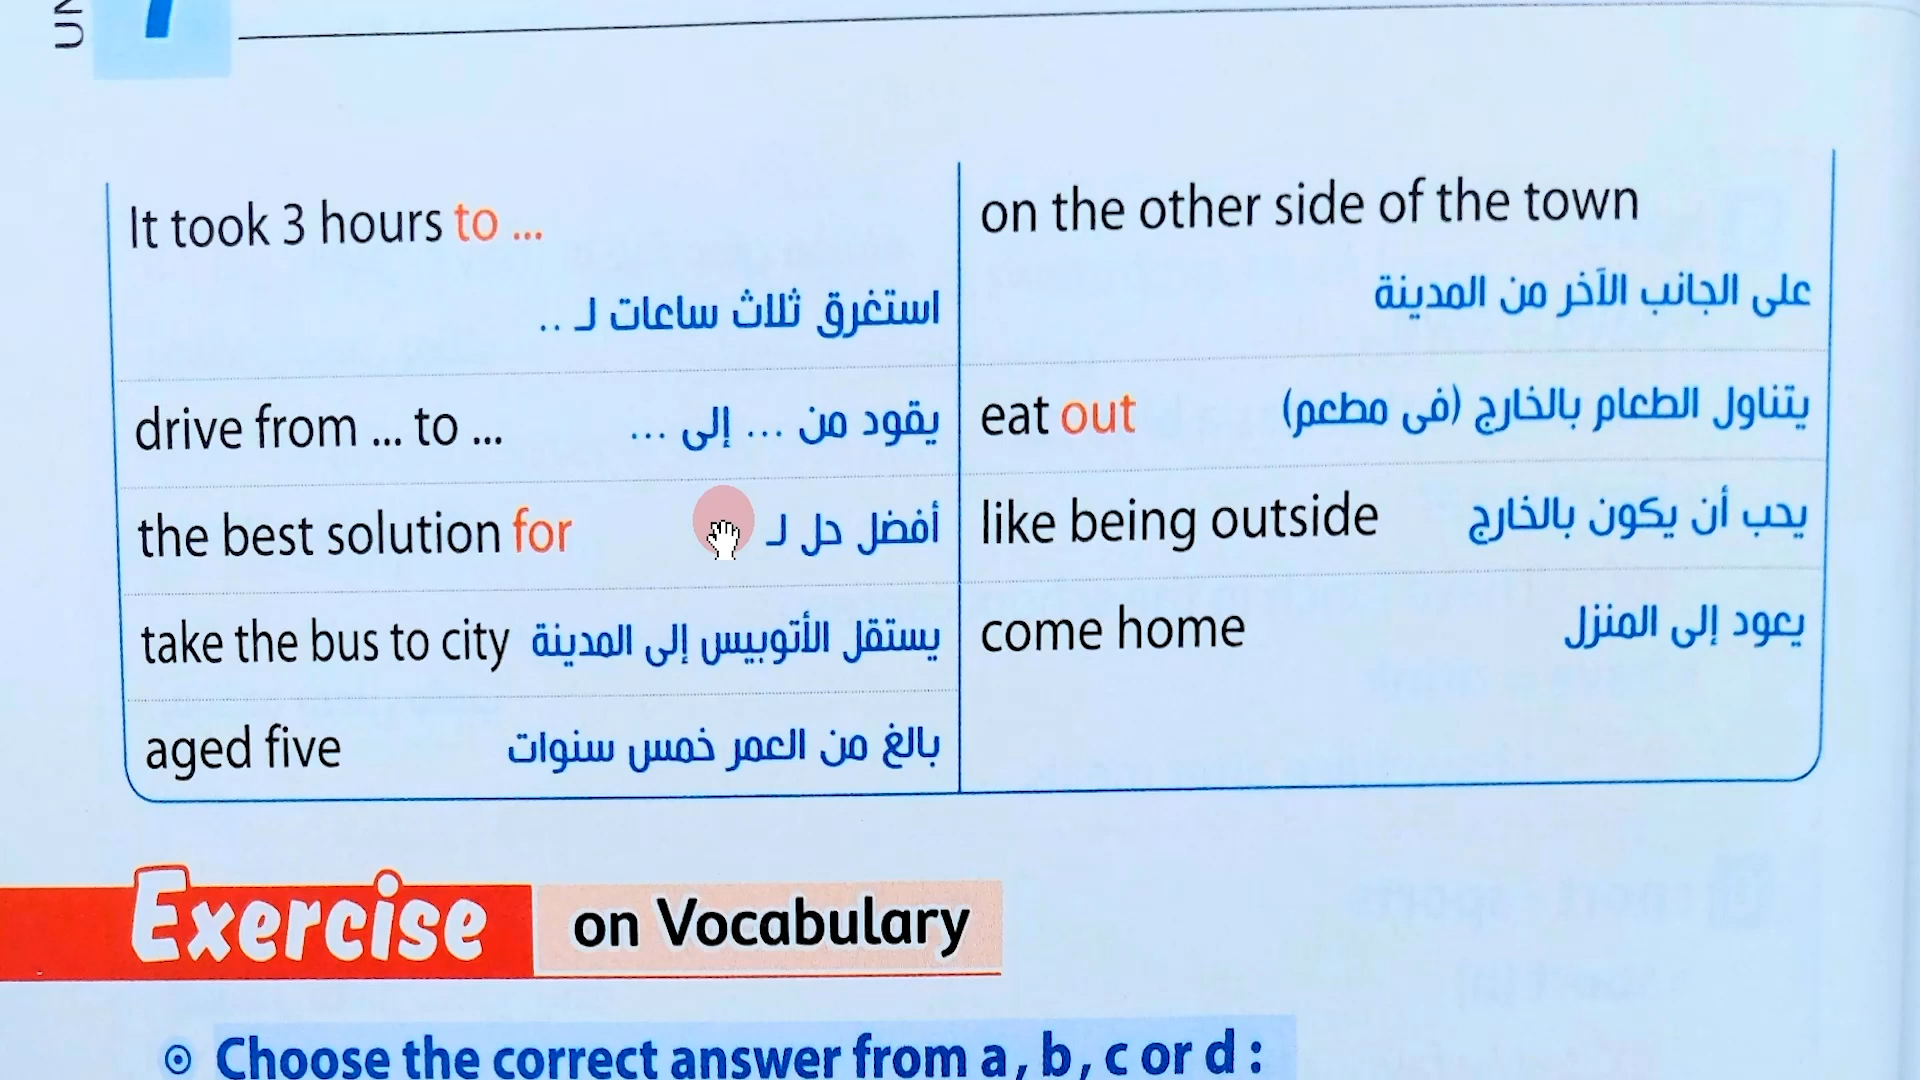 UN
7
It took 3 hours to ...
استغرق ثلاث ساعات لـ ..
drive from ... to ... يقود من ... إلى ...
the best solution for أفضل حل لـ
take the bus to city يستقل الأتوبيس إلى المدينة
aged five بالغ من العمر خمس سنوات
on the other side of the town
على الجانب الآخر من المدينة
eat out يتناول الطعام بالخارج (فى مطعم)
like being outside يحب أن يكون بالخارج
come home يعود إلى المنزل
Exercise on Vocabulary
Choose the correct answer from a, b, c or d :